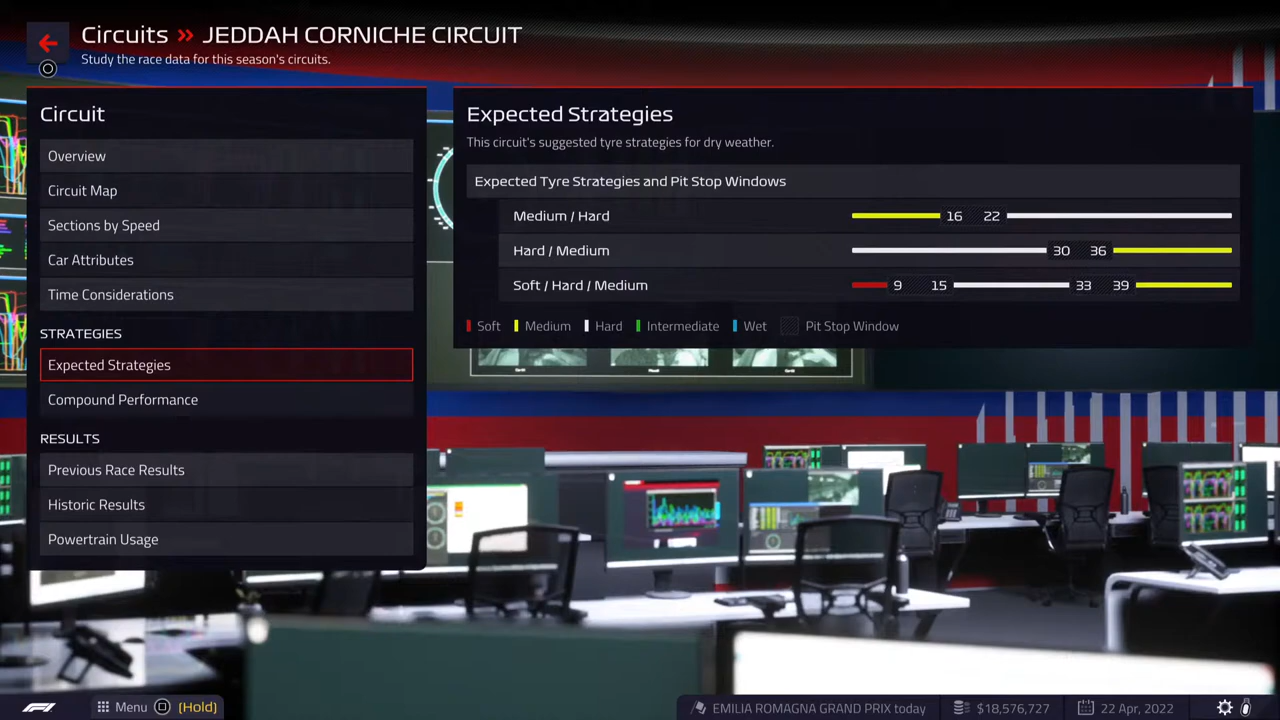 Circuits » JEDDAH CORNICHE CIRCUIT
Study the race data for this season's circuits.
Circuit
Overview
Circuit Map
Sections by Speed
Car Attributes
Time Considerations
STRATEGIES
Expected Strategies
Compound Performance
RESULTS
Previous Race Results
Historic Results
Powertrain Usage
Expected Strategies
This circuit's suggested tyre strategies for dry weather.
Expected Tyre Strategies and Pit Stop Windows
Medium / Hard 16 22
Hard / Medium 30 36
Soft / Hard / Medium 9 15 33 39
Soft Medium Hard Intermediate Wet Pit Stop Window
Menu (Hold)
EMILIA ROMAGNA GRAND PRIX today $18,576,727 22 Apr, 2022